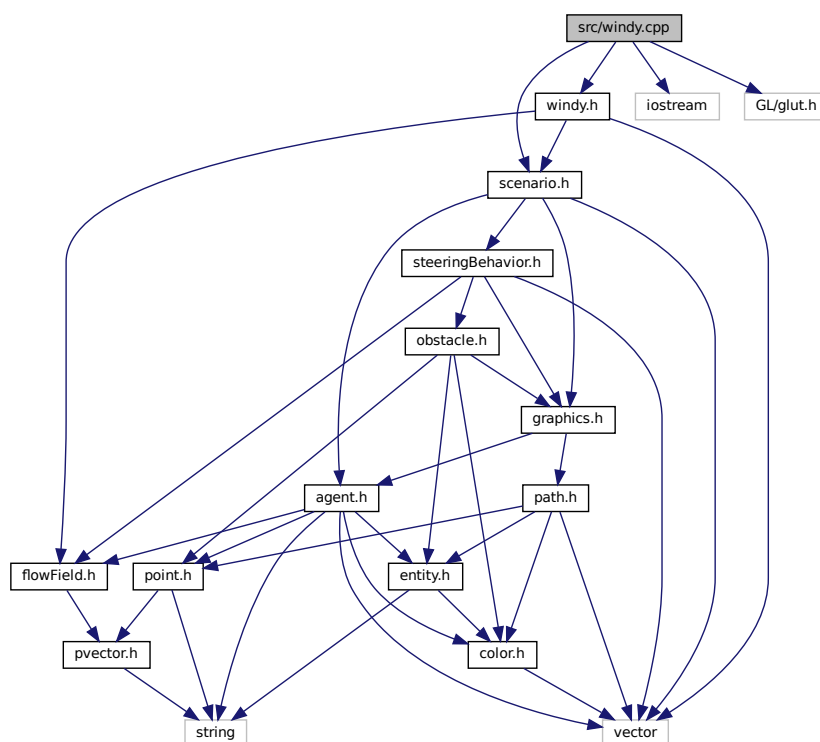 src/windy.cpp
windy.h
iostream
GL/glut.h
scenario.h
steeringBehavior.h
obstacle.h
graphics.h
agent.h
path.h
flowField.h
point.h
entity.h
pvector.h
color.h
string
vector